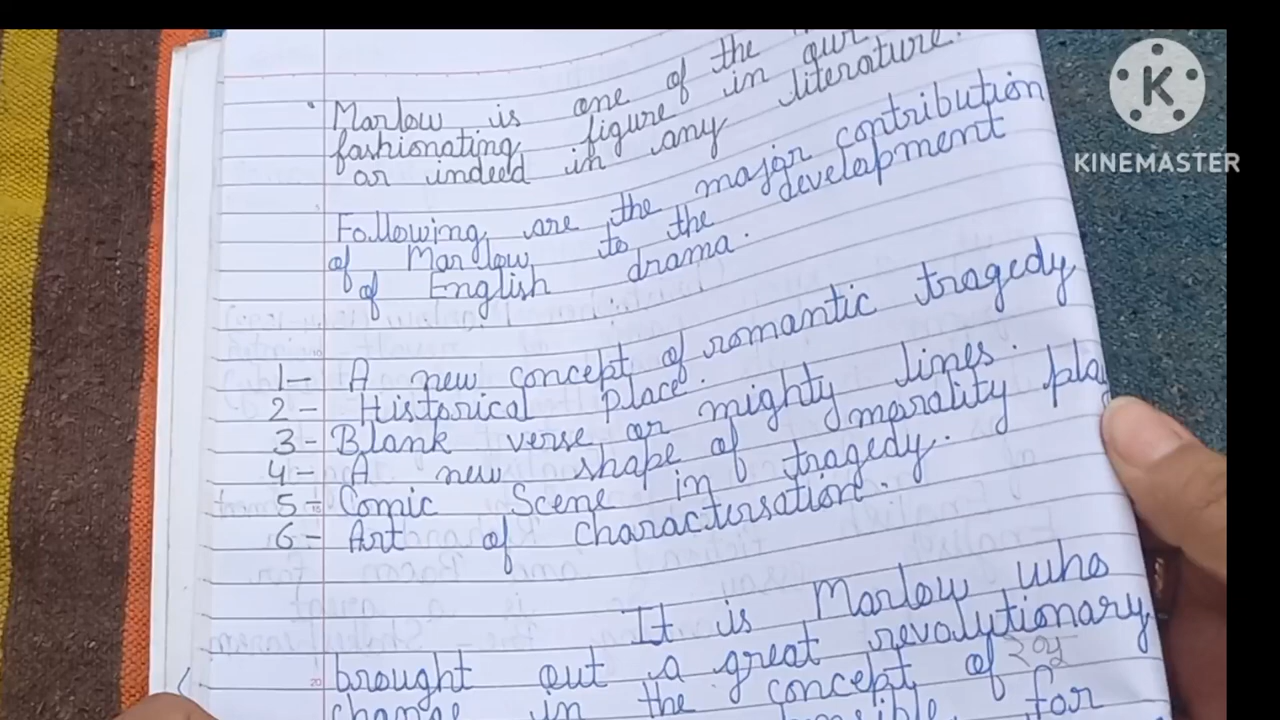 Marlow is one of the
fashionating figure in our
or indeed in any literature.
Following are the major contribution
of Marlow to the development
of English drama.
1- A new concept of romantic tragedy
2- Historical place.
3- Blank verse or mighty lines.
4- A new shape of morality play
5- Comic Scene in tragedy.
6- Art of charactersation.
It is Marlow who
brought out a great revolutionary
change in the concept of
for
K
KINEMASTER